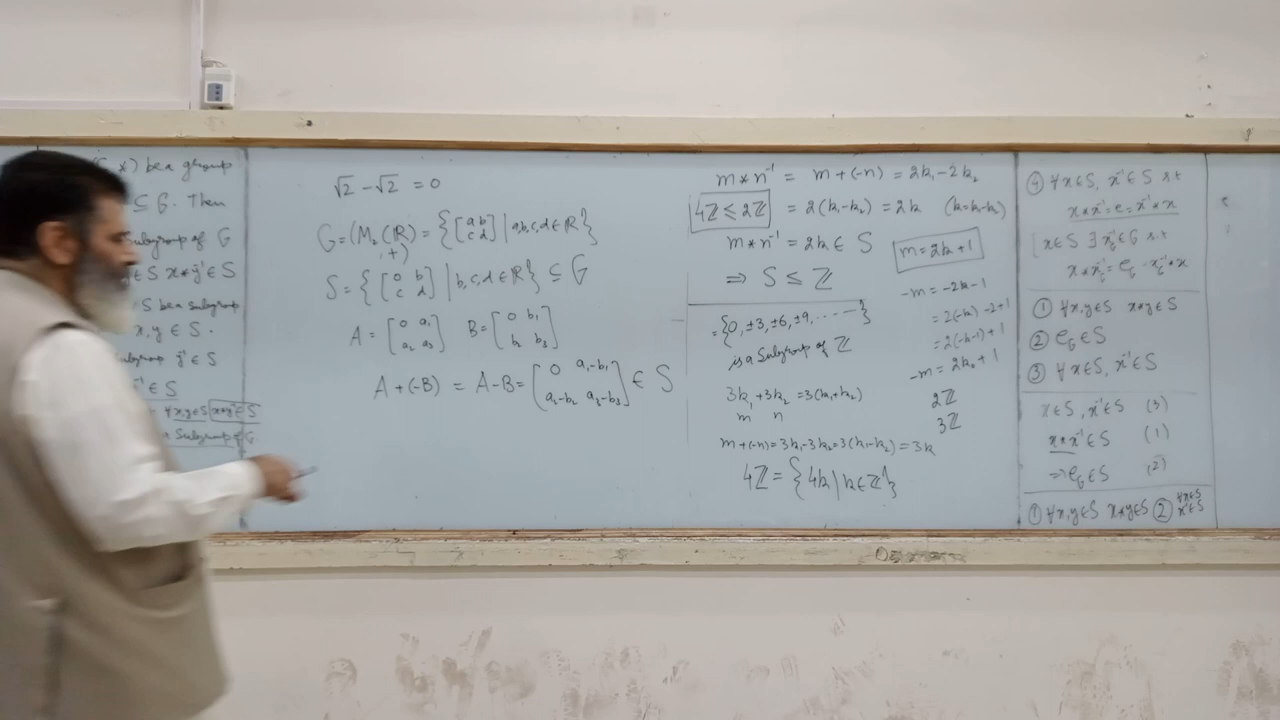 *) be a group
⊆ G. Then
Subgroup of G
∈ S x*y⁻¹ ∈ S
S be a subgroup
x, y ∈ S.
Subgroup y⁻¹ ∈ S
y⁻¹ ∈ S
∀ x,y ∈ S x*y⁻¹ ∈ S
a Subgroup of G
√2 - √2 = 0
G = (M₂(ℝ) = { [a b; c d] | a,b,c,d ∈ ℝ }
, +)
S = { [0 b; c d] | b,c,d ∈ ℝ } ⊆ G
A = [0 a₁; a₂ a₃] B = [0 b₁; b₂ b₃]
A + (-B) = A - B = [0 a₁-b₁; a₂-b₂ a₃-b₃] ∈ S
m * n⁻¹ = m + (-n) = 2k₁ - 2k₂
4ℤ ≤ 2ℤ = 2(k₁-k₂) = 2k (k=k₁-k₂)
m * n⁻¹ = 2k ∈ S
⇒ S ≤ ℤ
m = 2k+1
-m = -2k-1
= 2(-k)-2+1
= 2(-k-1)+1
-m = 2k₀+1
2ℤ
3ℤ
= {0, ±3, ±6, ±9, ......}
is a Subgroup of ℤ
3k₁ + 3k₂ = 3(k₁+k₂)
m n
m+(-n) = 3k₁-3k₂ = 3(k₁-k₂) = 3k
4ℤ = {4k | k ∈ ℤ}
④ ∀ x ∈ S, x⁻¹ ∈ S s.t
x*x⁻¹ = e = x⁻¹*x
x ∈ S ∃ x_G⁻¹ ∈ G s.t
x*x_G⁻¹ = e_G = x_G⁻¹*x
① ∀ x,y ∈ S x*y ∈ S
② e_G ∈ S
③ ∀ x ∈ S, x⁻¹ ∈ S
x ∈ S, x⁻¹ ∈ S (3)
x*x⁻¹ ∈ S (1)
⇒ e_G ∈ S (2)
① ∀ x,y ∈ S x*y ∈ S ② ∀ x ∈ S x⁻¹ ∈ S